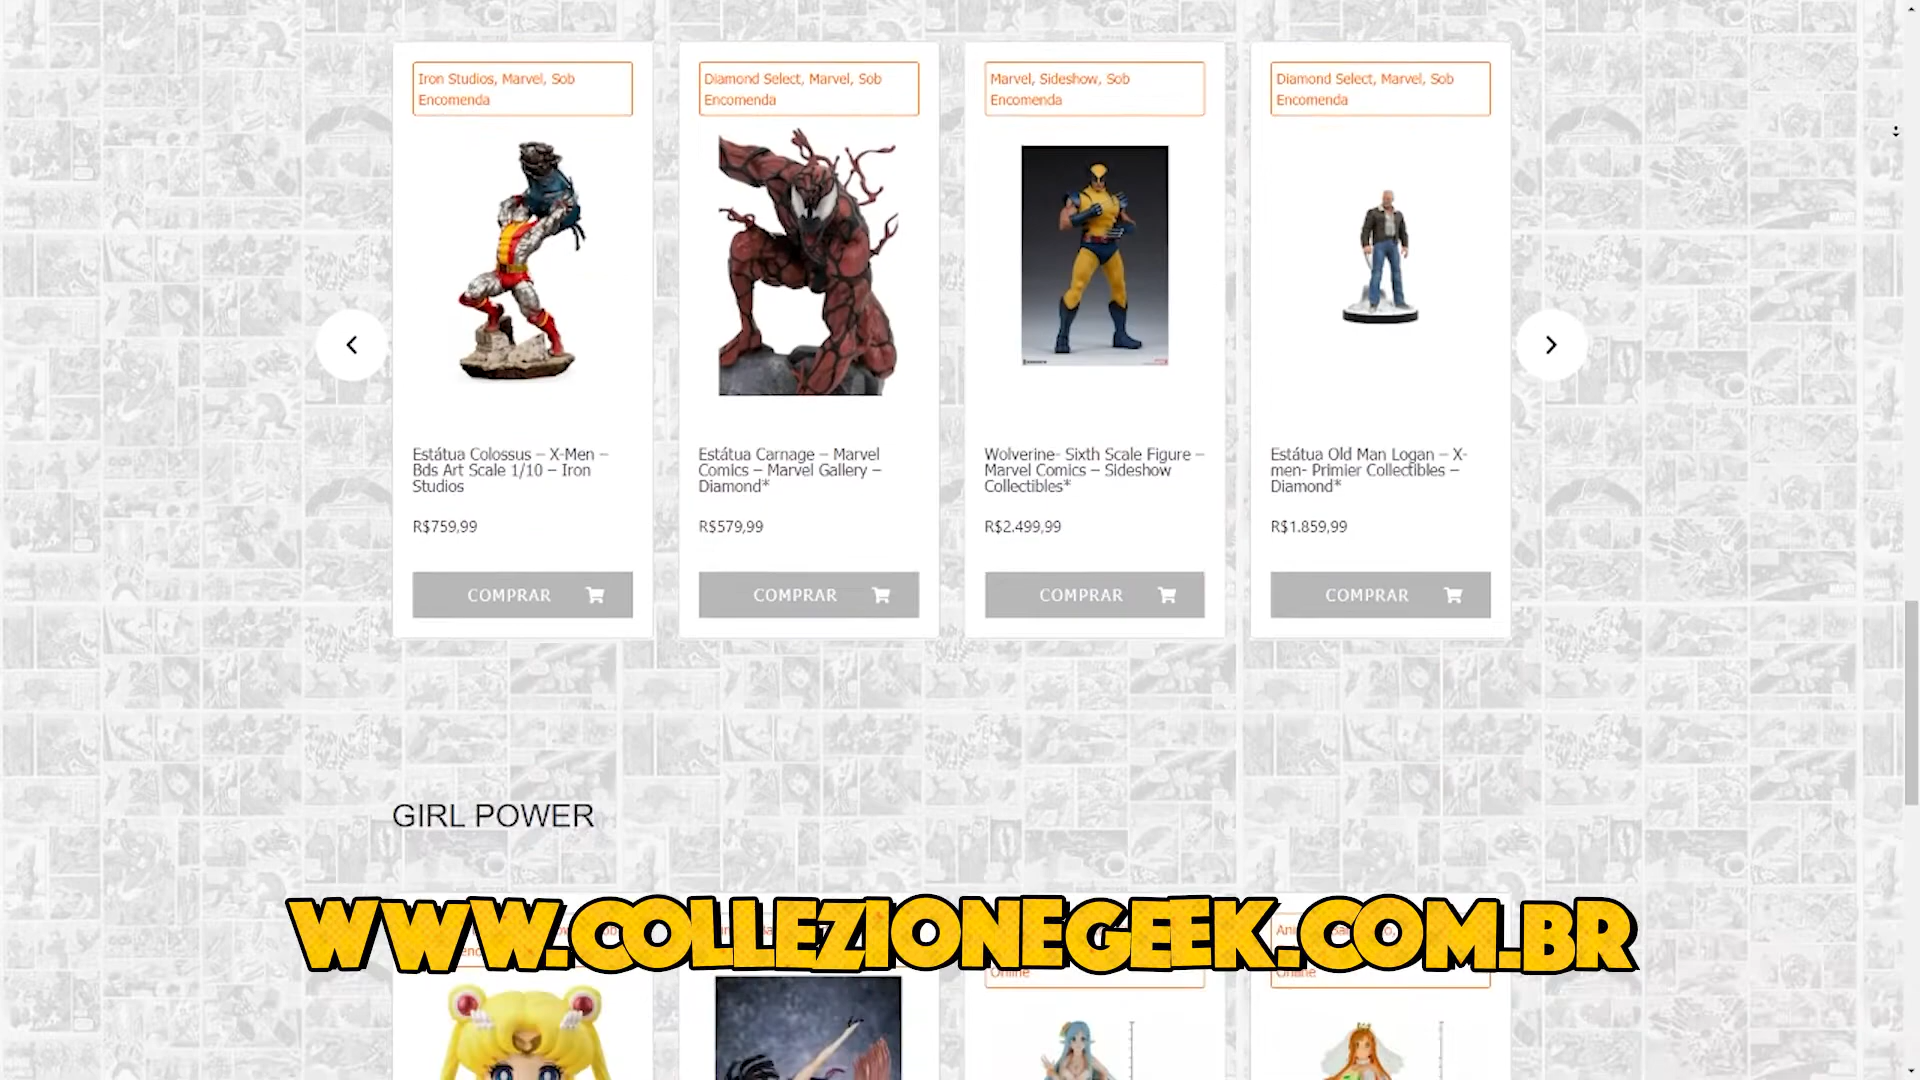 Iron Studios, Marvel, Sob
Encomenda
Diamond Select, Marvel, Sob
Encomenda
Marvel, Sideshow, Sob
Encomenda
Diamond Select, Marvel, Sob
Encomenda
Estátua Colossus – X-Men –
Bds Art Scale 1/10 – Iron
Studios
R$759,99
COMPRAR
Estátua Carnage – Marvel
Comics – Marvel Gallery –
Diamond*
R$579,99
COMPRAR
Wolverine- Sixth Scale Figure –
Marvel Comics – Sideshow
Collectibles*
R$2.499,99
COMPRAR
Estátua Old Man Logan – X-
men- Primier Collectibles –
Diamond*
R$1.859,99
COMPRAR
GIRL POWER
WWW.COLLEZIONEGEEK.COM.BR
Online
Online